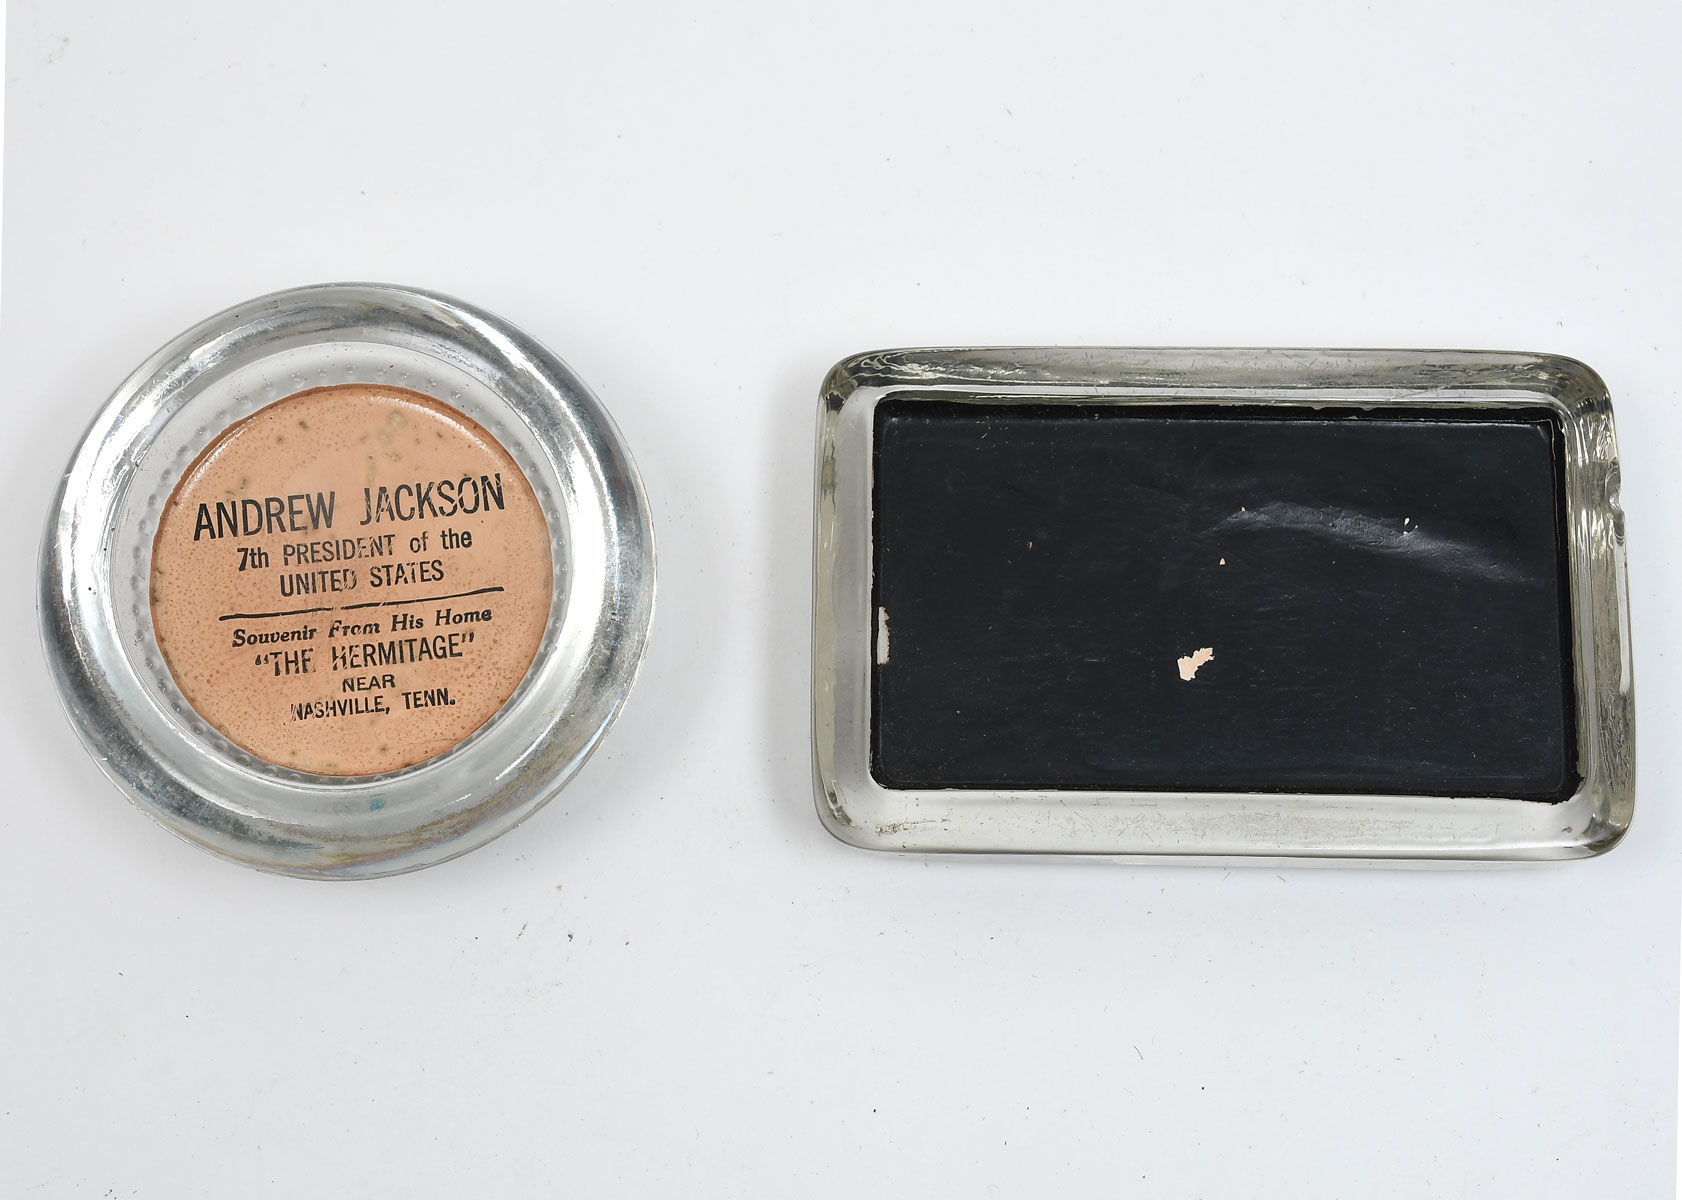 ANDREW JACKSON
7th PRESIDENT of the
UNITED STATES
Souvenir From His Home
"THE HERMITAGE"
NEAR
NASHVILLE, TENN.